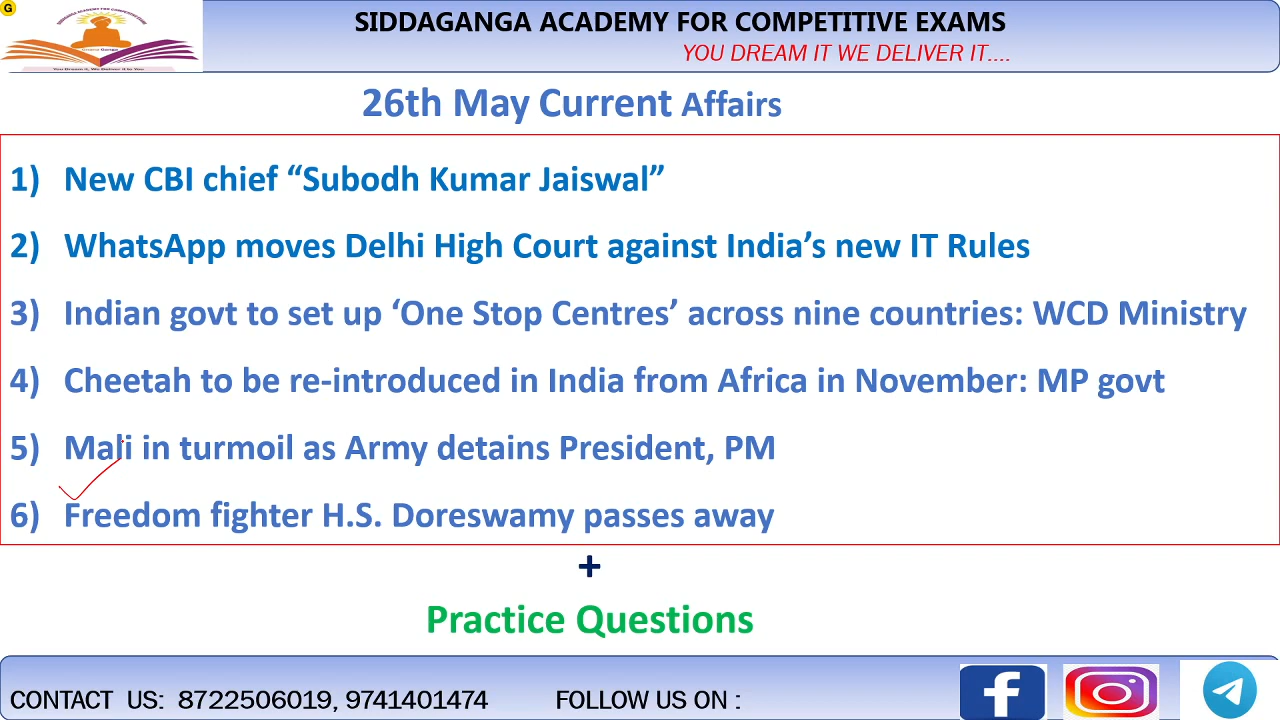 G
SIDDAGANGA ACADEMY FOR COMPETITIVE EXAMS
YOU DREAM IT WE DELIVER IT....
26th May Current Affairs
1) New CBI chief “Subodh Kumar Jaiswal”
2) WhatsApp moves Delhi High Court against India’s new IT Rules
3) Indian govt to set up ‘One Stop Centres’ across nine countries: WCD Ministry
4) Cheetah to be re-introduced in India from Africa in November: MP govt
5) Mali in turmoil as Army detains President, PM
6) Freedom fighter H.S. Doreswamy passes away
+
Practice Questions
CONTACT US: 8722506019, 9741401474 FOLLOW US ON :